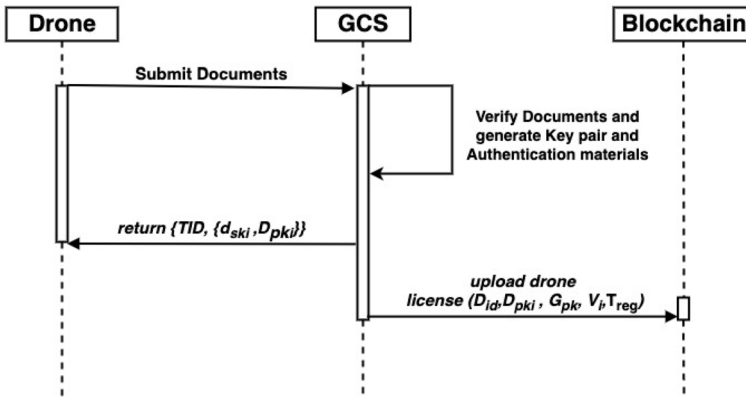 Drone
GCS
Blockchain
Submit Documents
Verify Documents and
generate Key pair and
Authentication materials
return {TID, {dski ,Dpki}}
upload drone
license (Did,Dpki , Gpk, Vi,Treg)